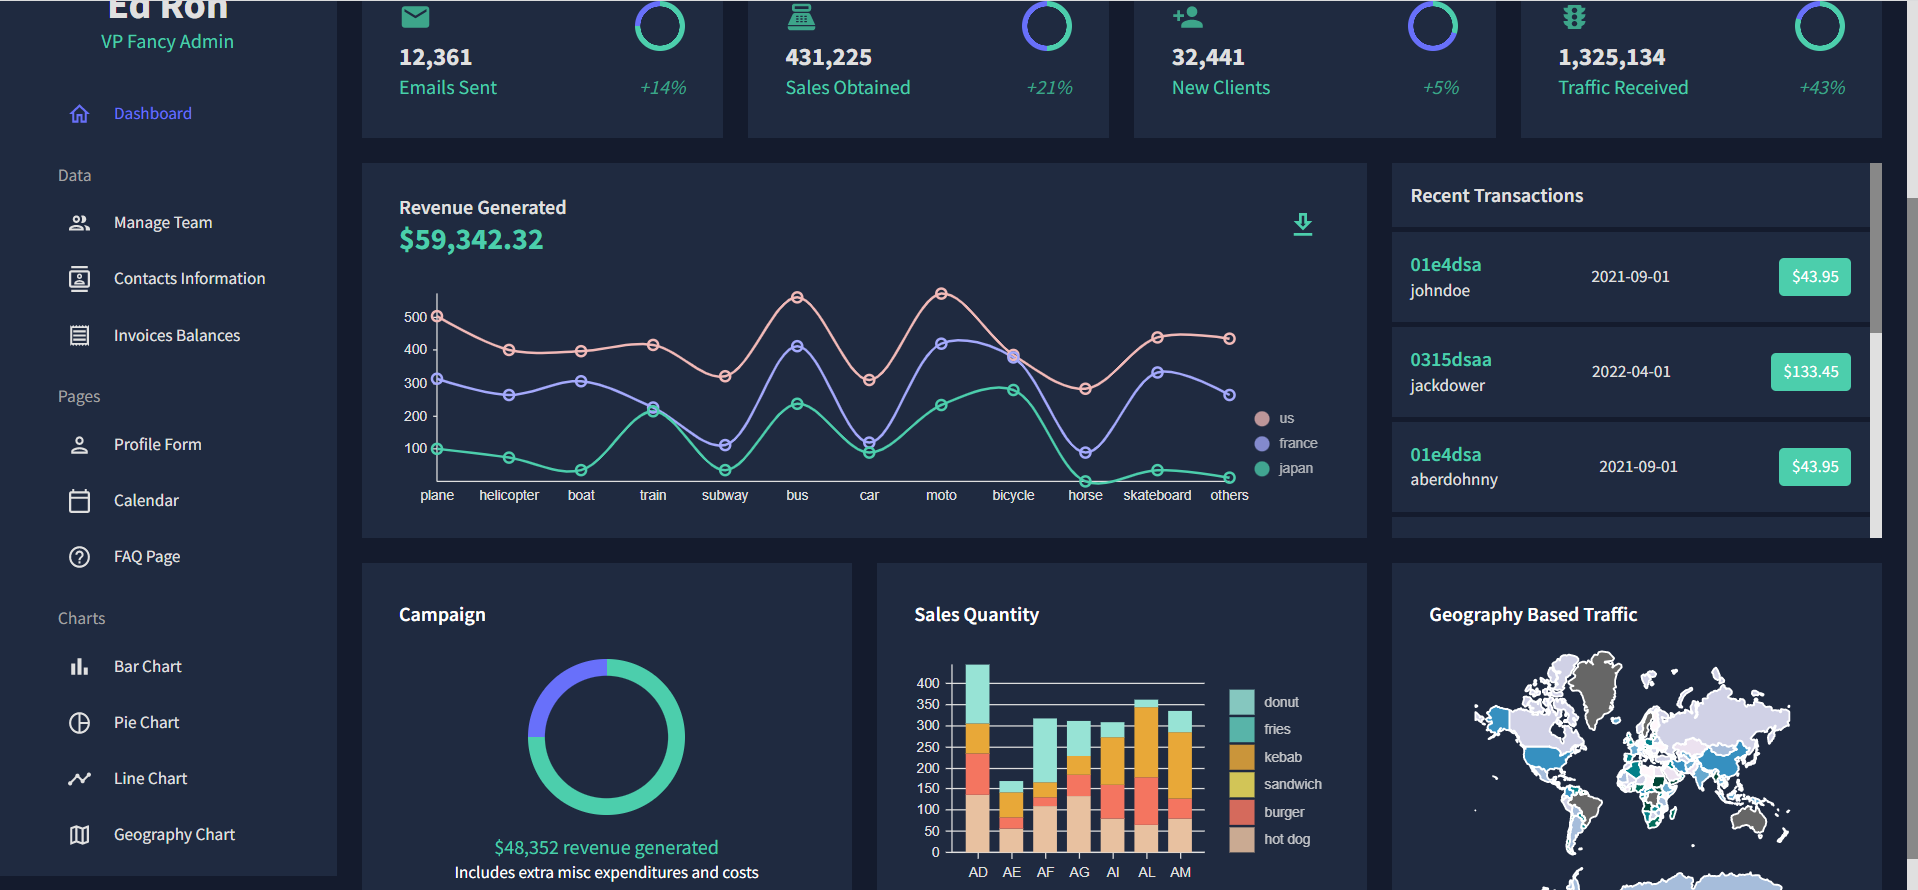 Ed Roh
VP Fancy Admin
Dashboard
Data
Manage Team
Contacts Information
Invoices Balances
Pages
Profile Form
Calendar
FAQ Page
Charts
Bar Chart
Pie Chart
Line Chart
Geography Chart
12,361
Emails Sent +14%
431,225
Sales Obtained +21%
32,441
New Clients +5%
1,325,134
Traffic Received +43%
Revenue Generated
$59,342.32
500
400
300
200
100
plane helicopter boat train subway bus car moto bicycle horse skateboard others
us
france
japan
Recent Transactions
01e4dsa
johndoe
2021-09-01
$43.95
0315dsaa
jackdower
2022-04-01
$133.45
01e4dsa
aberdohnny
2021-09-01
$43.95
Campaign
$48,352 revenue generated
Includes extra misc expenditures and costs
Sales Quantity
400
350
300
250
200
150
100
50
0
AD AE AF AG AI AL AM
donut
fries
kebab
sandwich
burger
hot dog
Geography Based Traffic